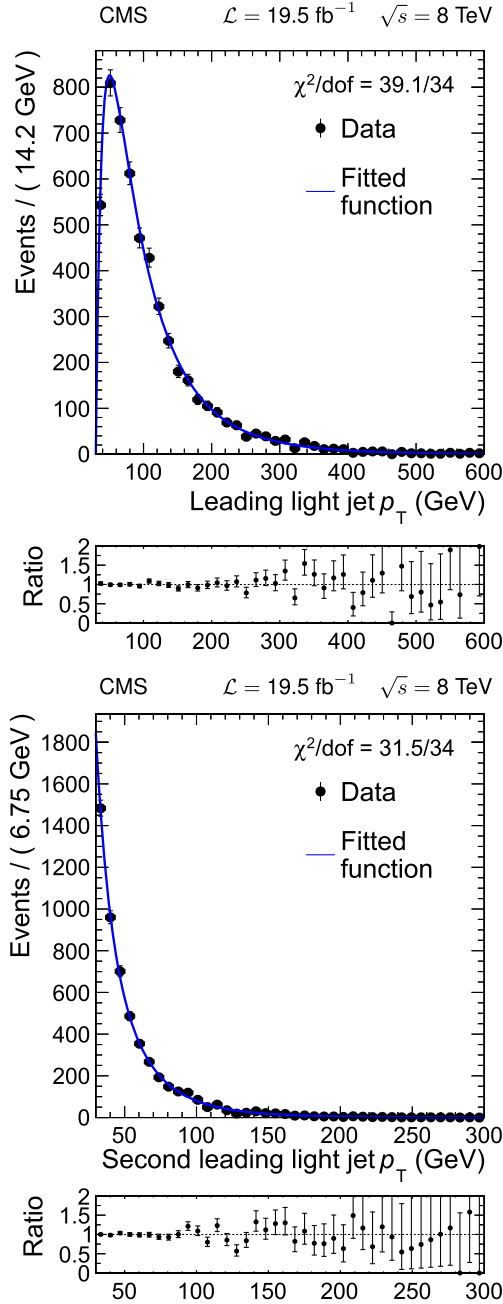 CMS ℒ = 19.5 fb⁻¹ √s = 8 TeV
Events / ( 14.2 GeV )
800
700
600
500
400
300
200
100
0
χ²/dof = 39.1/34
Data
Fitted
function
100 200 300 400 500 600
Leading light jet p_T (GeV)
Ratio
2
1.5
1
0.5
0
100 200 300 400 500 600
CMS ℒ = 19.5 fb⁻¹ √s = 8 TeV
Events / ( 6.75 GeV )
1800
1600
1400
1200
1000
800
600
400
200
0
χ²/dof = 31.5/34
Data
Fitted
function
50 100 150 200 250 300
Second leading light jet p_T (GeV)
Ratio
2
1.5
1
0.5
0
50 100 150 200 250 300